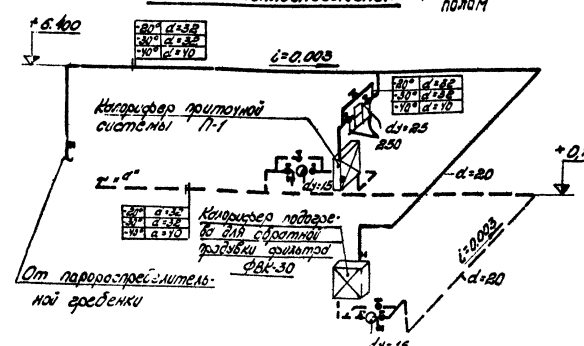 полам
+ 6.400
-20° d=32
-30° d=32
-40° d=40
i=0.003
-20° d=32
-30° d=32
-40° d=40
Калорифер приточной
системы П-1
dу=25
250
dу=15
d=20
"а"
+0.
-20° d=32
-30° d=32
-40° d=40
Калорифер подогре-
ва для обратной
продувки фильтра
ФВК-30
i=0.003
d=20
От парораспределитель-
ной гребенки
dу=15